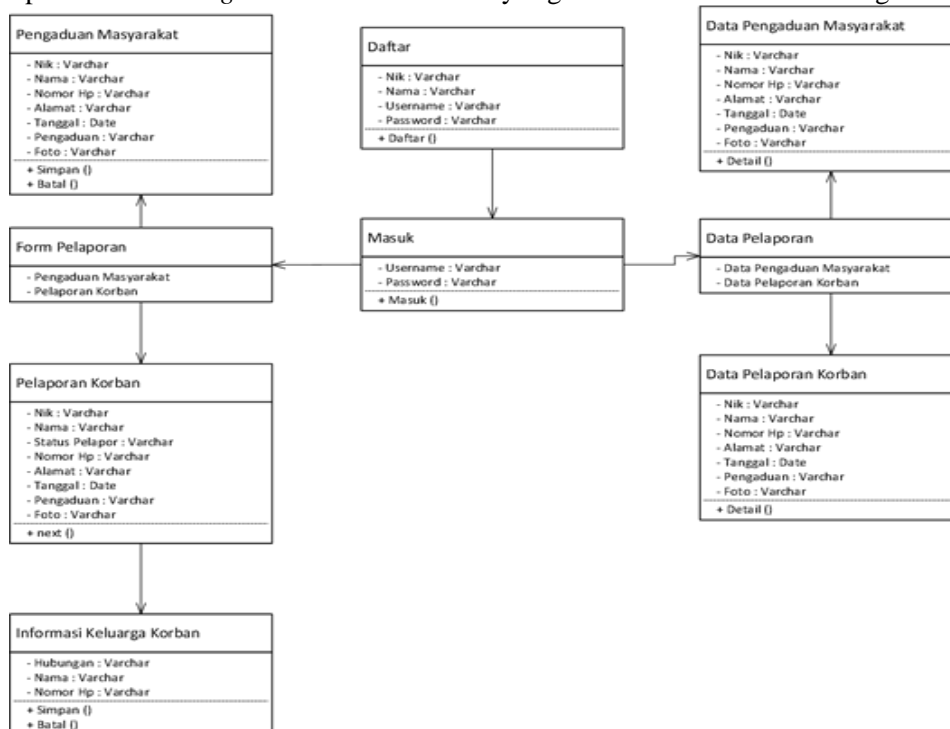 Pengaduan Masyarakat
- Nik : Varchar
- Nama : Varchar
- Nomor Hp : Varchar
- Alamat : Varchar
- Tanggal : Date
- Pengaduan : Varchar
- Foto : Varchar
+ Simpan ()
+ Batal ()
Daftar
- Nik : Varchar
- Nama : Varchar
- Username : Varchar
- Password : Varchar
+ Daftar ()
Data Pengaduan Masyarakat
- Nik : Varchar
- Nama : Varchar
- Nomor Hp : Varchar
- Alamat : Varchar
- Tanggal : Date
- Pengaduan : Varchar
- Foto : Varchar
+ Detail ()
Form Pelaporan
- Pengaduan Masyarakat
- Pelaporan Korban
Masuk
- Username : Varchar
- Password : Varchar
+ Masuk ()
Data Pelaporan
- Data Pengaduan Masyarakat
- Data Pelaporan Korban
Pelaporan Korban
- Nik : Varchar
- Nama : Varchar
- Status Pelapor : Varchar
- Nomor Hp : Varchar
- Alamat : Varchar
- Tanggal : Date
- Pengaduan : Varchar
- Foto : Varchar
+ next ()
Data Pelaporan Korban
- Nik : Varchar
- Nama : Varchar
- Nomor Hp : Varchar
- Alamat : Varchar
- Tanggal : Date
- Pengaduan : Varchar
- Foto : Varchar
+ Detail ()
Informasi Keluarga Korban
- Hubungan : Varchar
- Nama : Varchar
- Nomor Hp : Varchar
+ Simpan ()
+ Batal ()